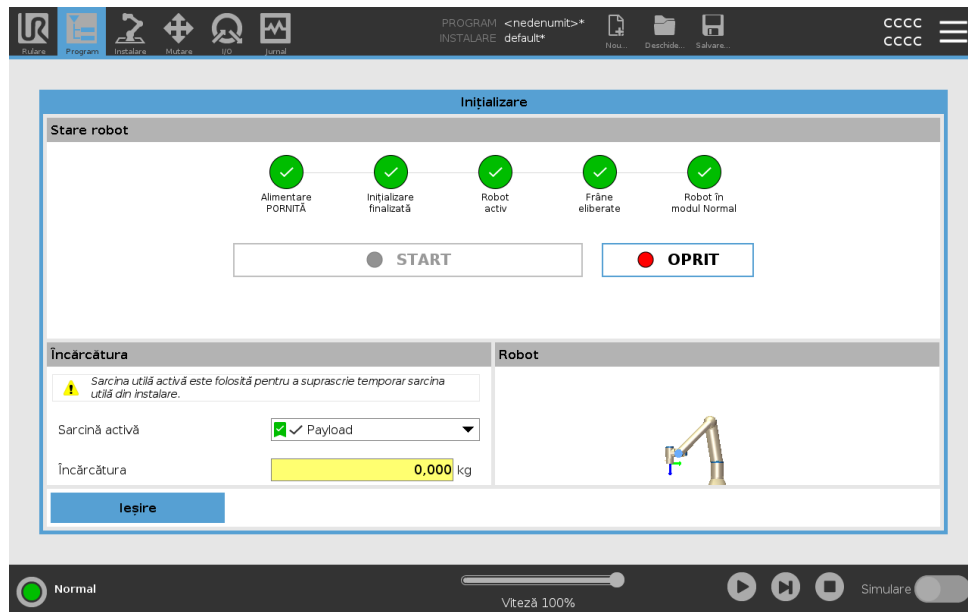 PROGRAM <nedenumit>*
INSTALARE default*
cccc
cccc
Rulare Program Instalare Mutare I/O Jurnal Nou... Deschide... Salvare...
Inițializare
Stare robot
Alimentare PORNITĂ
Inițializare finalizată
Robot activ
Frâne eliberate
Robot în modul Normal
START
OPRIT
Încărcătura
Robot
Sarcina utilă activă este folosită pentru a suprascrie temporar sarcina
utilă din instalare.
Sarcină activă
Payload
Încărcătura
0,000 kg
Ieșire
Normal
Viteză 100%
Simulare